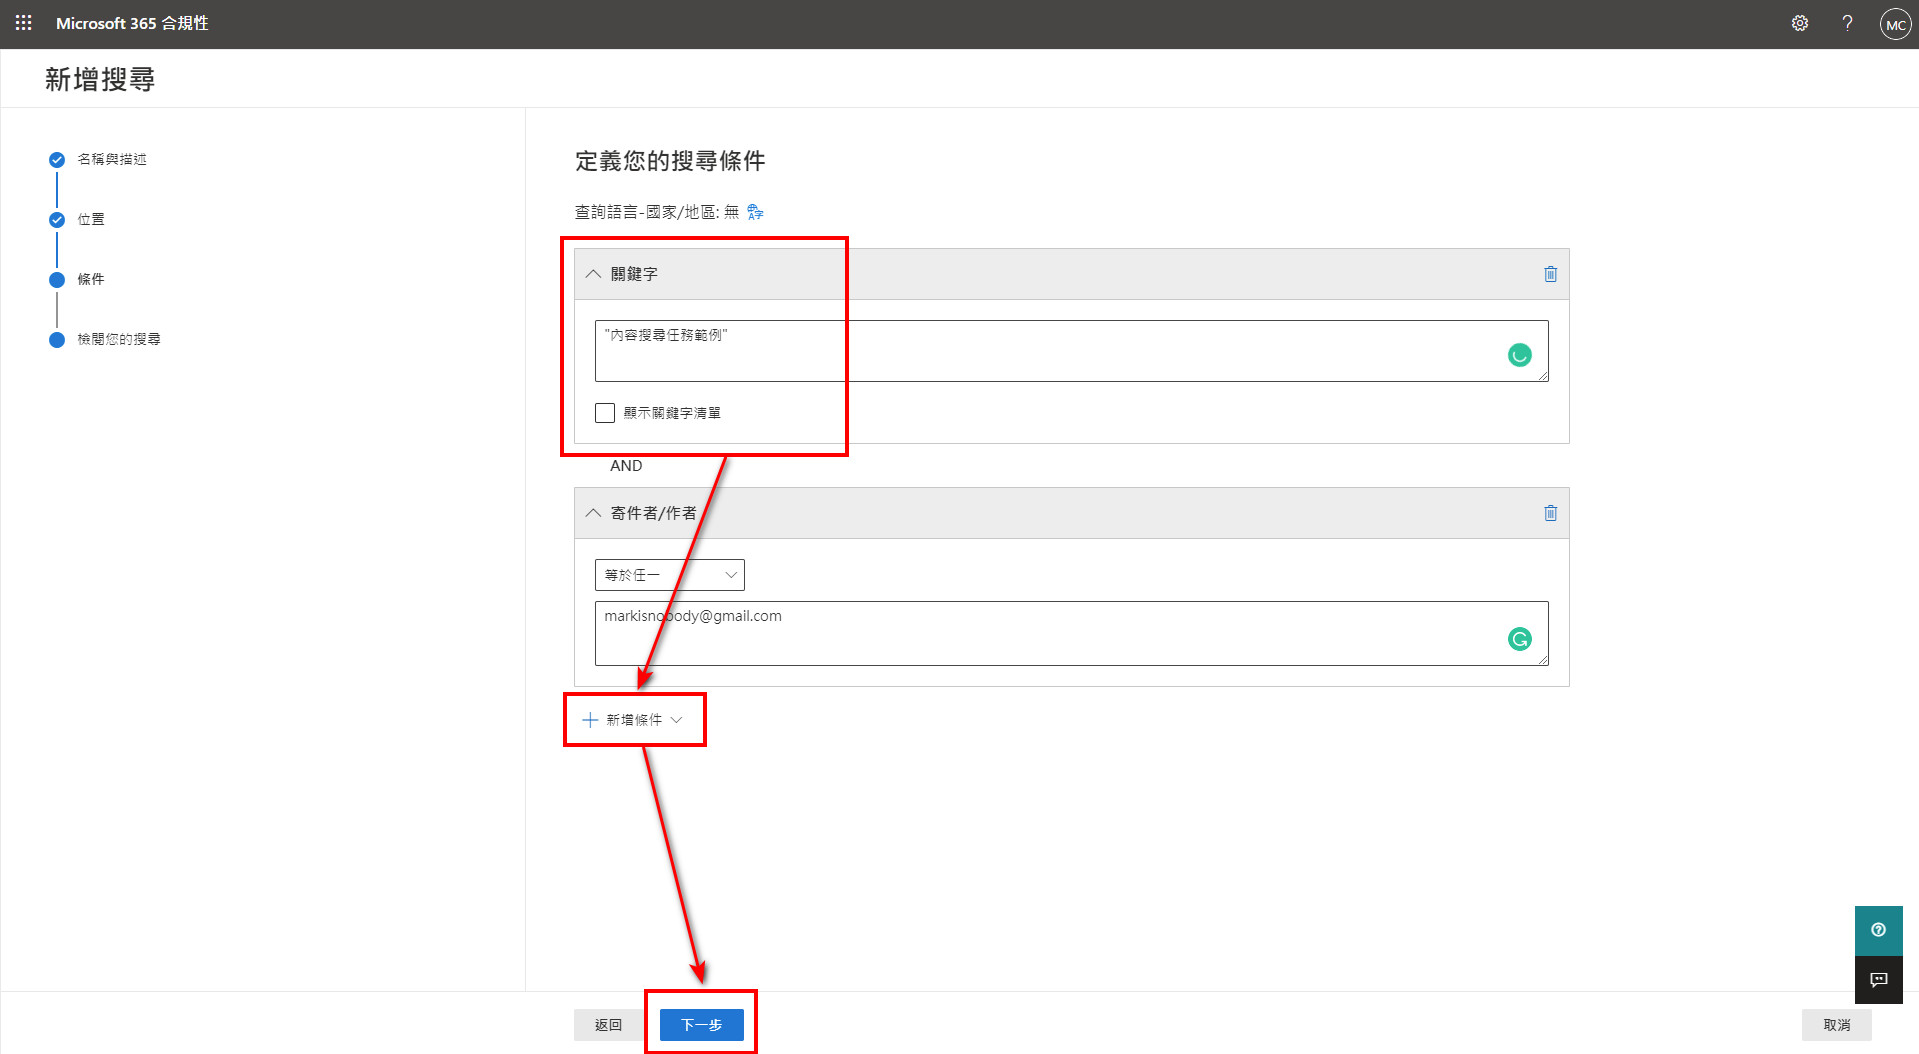 Microsoft 365 合規性
MC
新增搜尋
名稱與描述
位置
條件
檢閱您的搜尋
定義您的搜尋條件
查詢語言-國家/地區: 無
關鍵字
"內容搜尋任務範例"
顯示關鍵字清單
AND
寄件者/作者
等於任一
markisnobody@gmail.com
新增條件
返回
下一步
取消